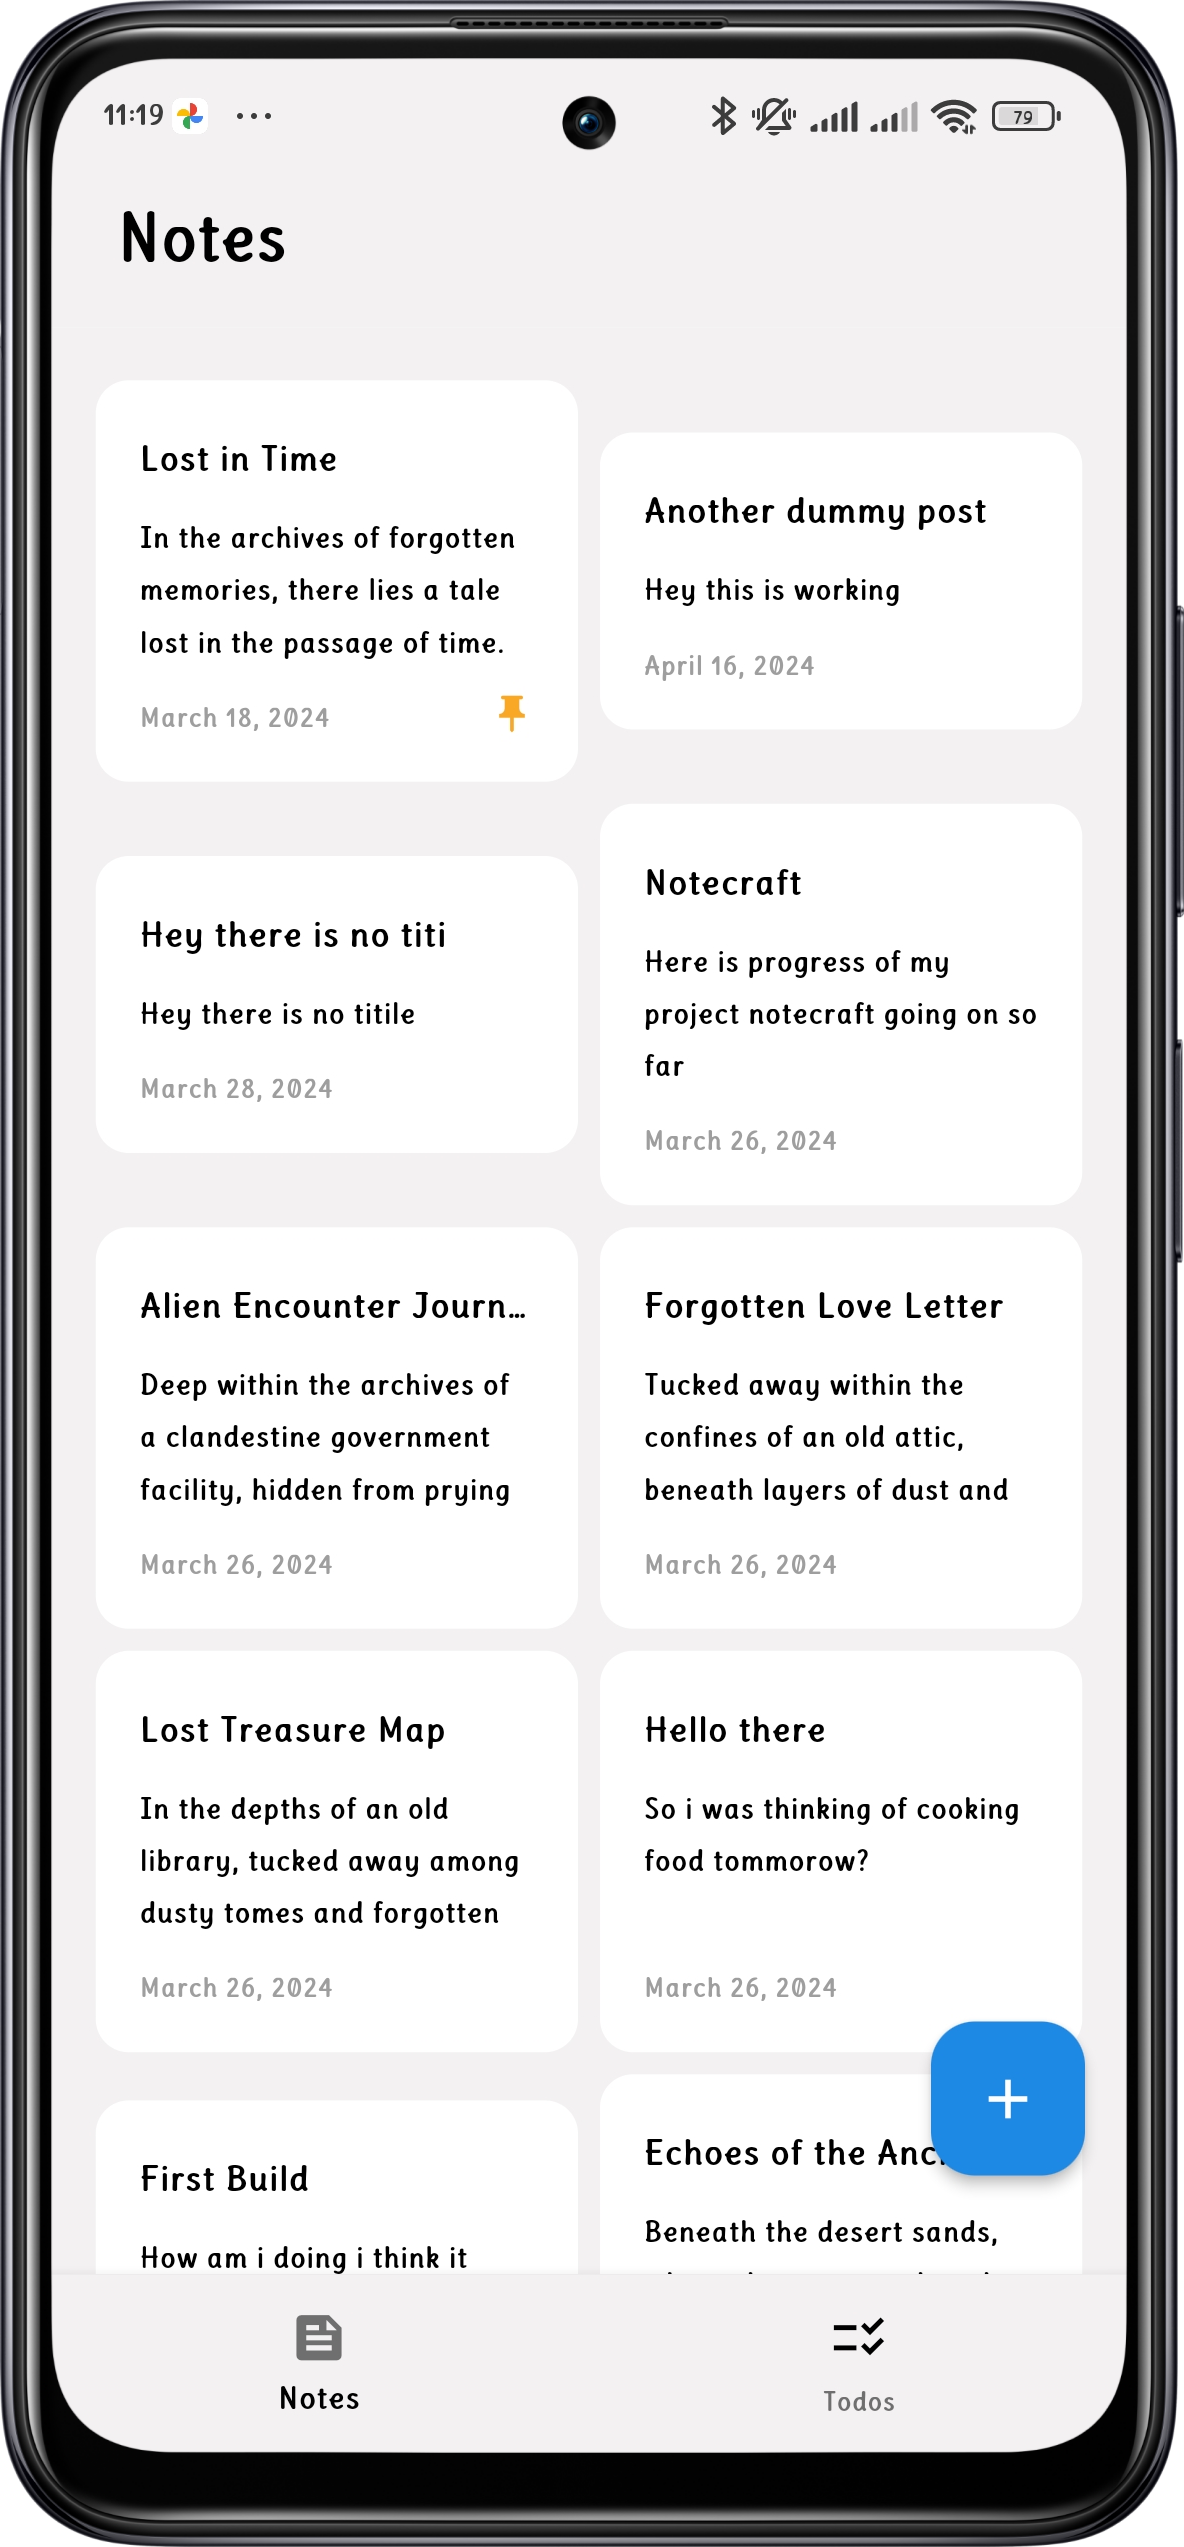 11:19
79
Notes
Lost in Time
In the archives of forgotten
memories, there lies a tale
lost in the passage of time.
March 18, 2024
Another dummy post
Hey this is working
April 16, 2024
Hey there is no titi
Hey there is no titile
March 28, 2024
Notecraft
Here is progress of my
project notecraft going on so
far
March 26, 2024
Alien Encounter Journ...
Deep within the archives of
a clandestine government
facility, hidden from prying
March 26, 2024
Forgotten Love Letter
Tucked away within the
confines of an old attic,
beneath layers of dust and
March 26, 2024
Lost Treasure Map
In the depths of an old
library, tucked away among
dusty tomes and forgotten
March 26, 2024
Hello there
So i was thinking of cooking
food tommorow?
March 26, 2024
First Build
How am i doing i think it
Echoes of the
Beneath the desert sands,
Notes
Todos